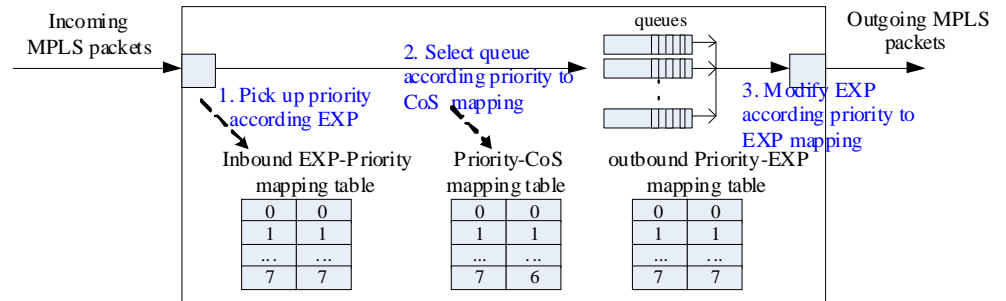 Incoming
MPLS packets
queues
Outgoing MPLS
packets
1. Pick up priority
according EXP
2. Select queue
according priority to
CoS mapping
3. Modify EXP
according priority to
EXP mapping
Inbound EXP-Priority
mapping table
0 0
1 1
... ...
7 7
Priority-CoS
mapping table
0 0
1 1
... ...
7 6
outbound Priority-EXP
mapping table
0 0
1 1
... ...
7 7